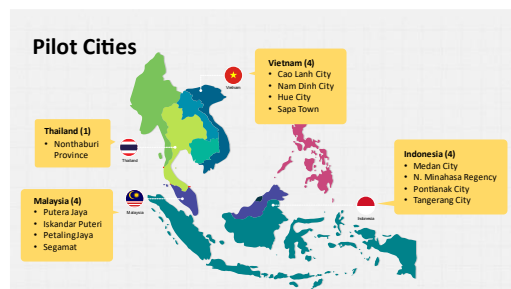 Pilot Cities
Vietnam (4)
• Cao Lanh City
• Nam Dinh City
• Hue City
• Sapa Town
Vietnam
Thailand (1)
• Nonthaburi
Province
Thailand
Indonesia (4)
• Medan City
• N. Minahasa Regency
• Pontianak City
• Tangerang City
Indonesia
Malaysia (4)
• Putera Jaya
• Iskandar Puteri
• PetalingJaya
• Segamat
Malaysia